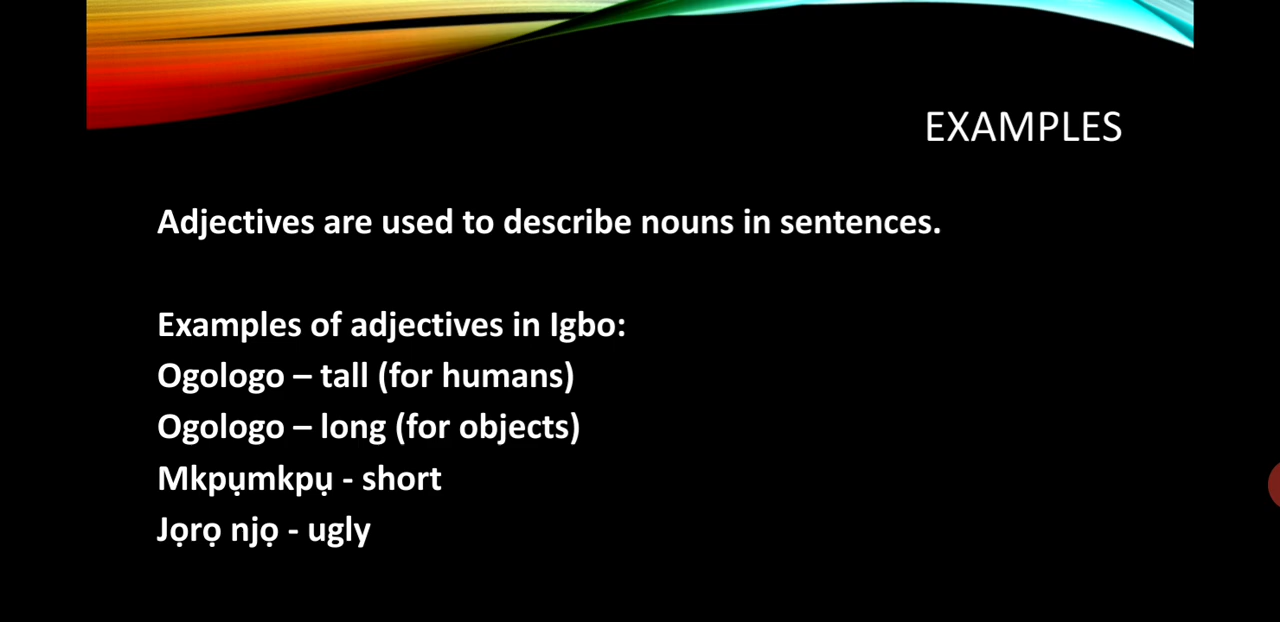 EXAMPLES
Adjectives are used to describe nouns in sentences.
Examples of adjectives in Igbo:
Ogologo – tall (for humans)
Ogologo – long (for objects)
Mkpụmkpụ - short
Jọrọ njọ - ugly